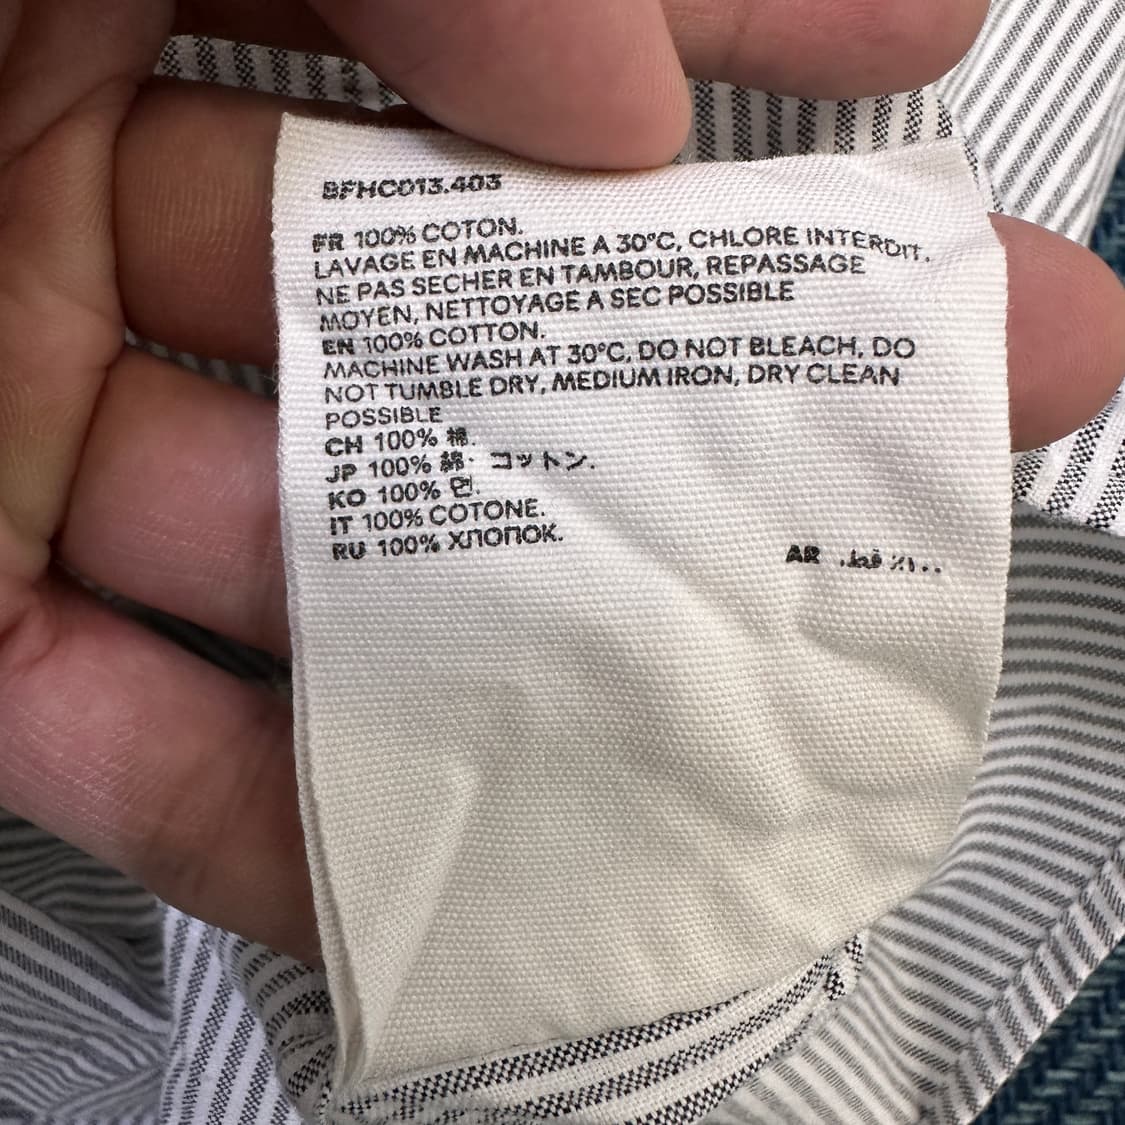 BFHC013.403
FR 100% COTON.
LAVAGE EN MACHINE A 30°C, CHLORE INTERDIT,
NE PAS SECHER EN TAMBOUR, REPASSAGE
MOYEN, NETTOYAGE A SEC POSSIBLE
EN 100% COTTON.
MACHINE WASH AT 30°C, DO NOT BLEACH, DO
NOT TUMBLE DRY, MEDIUM IRON, DRY CLEAN
POSSIBLE
CH 100% 棉.
JP 100% 綿· コットン.
KO 100% 면.
IT 100% COTONE.
RU 100% ХЛОПОК.
AR ١٠٠٪ قطن.